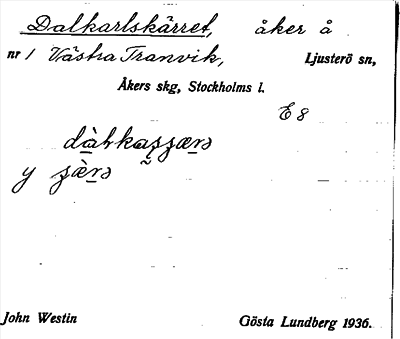 Dalkarlskärret, åker å
nr 1 Västra Tranvik, Ljusterö sn,
Åkers skg, Stockholms l.
E 8
y
John Westin Gösta Lundberg 1936.